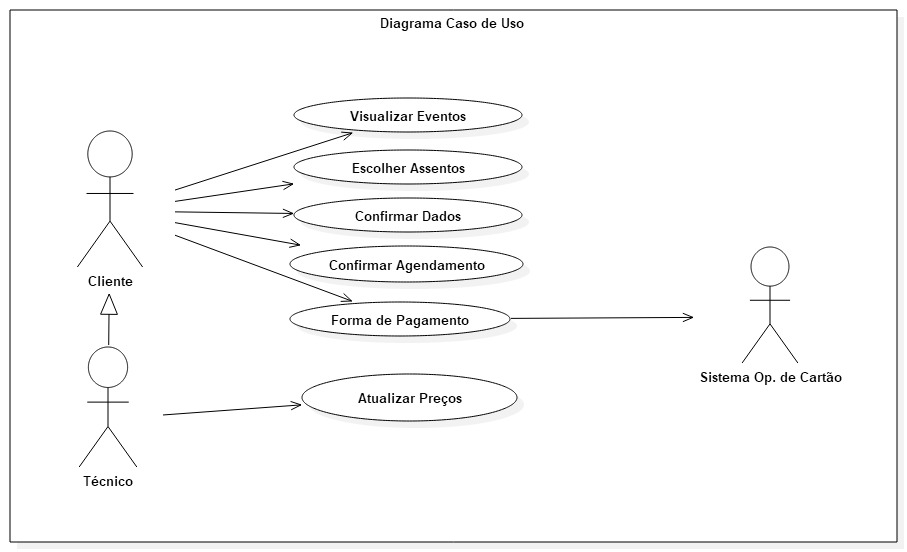 Diagrama Caso de Uso
Visualizar Eventos
Escolher Assentos
Confirmar Dados
Confirmar Agendamento
Cliente
Forma de Pagamento
Sistema Op. de Cartão
Atualizar Preços
Técnico